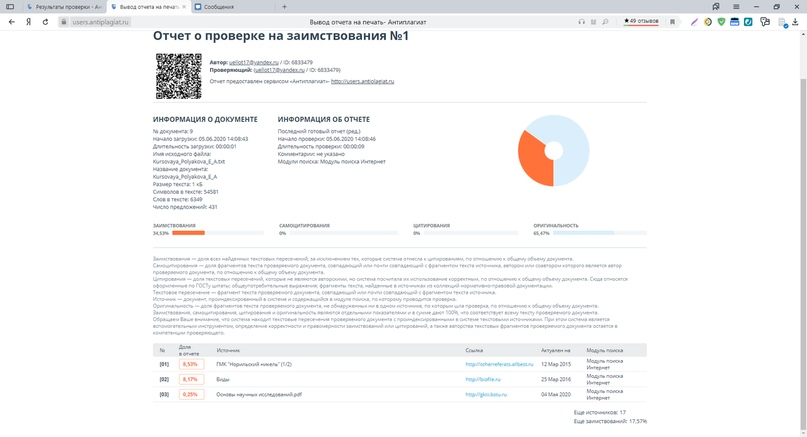 Результаты проверки - Ан
Вывод отчета на печать-
Сообщения
users.antiplagiat.ru
Вывод отчета на печать- Антиплагиат
49 отзывов
Отчет о проверке на заимствования №1
Автор: uellot17@yandex.ru / ID: 6833479
Проверяющий: (uellot17@yandex.ru / ID: 6833479)
Отчет предоставлен сервисом «Антиплагиат»- http://users.antiplagiat.ru
ИНФОРМАЦИЯ О ДОКУМЕНТЕ
№ документа: 9
Начало загрузки: 05.06.2020 14:08:43
Длительность загрузки: 00:00:01
Имя исходного файла:
Kursovaya_Polyakova_E_A.txt
Название документа:
Kursovaya_Polyakova_E_A
Размер текста: 1 кБ
Cимволов в тексте: 54581
Слов в тексте: 6349
Число предложений: 431
ИНФОРМАЦИЯ ОБ ОТЧЕТЕ
Последний готовый отчет (ред.)
Начало проверки: 05.06.2020 14:08:46
Длительность проверки: 00:00:09
Комментарии: не указано
Модули поиска: Модуль поиска Интернет
ЗАИМСТВОВАНИЯ
34,53%
САМОЦИТИРОВАНИЯ
0%
ЦИТИРОВАНИЯ
0%
ОРИГИНАЛЬНОСТЬ
65,47%
Заимствования — доля всех найденных текстовых пересечений, за исключением тех, которые система отнесла к цитированиям, по отношению к общему объему документа.
Самоцитирования — доля фрагментов текста проверяемого документа, совпадающий или почти совпадающий с фрагментом текста источника, автором или соавтором которого является автор
проверяемого документа, по отношению к общему объему документа.
Цитирования — доля текстовых пересечений, которые не являются авторскими, но система посчитала их использование корректным, по отношению к общему объему документа. Сюда относятся
оформленные по ГОСТу цитаты; общеупотребительные выражения; фрагменты текста, найденные в источниках из коллекций нормативно-правовой документации.
Текстовое пересечение — фрагмент текста проверяемого документа, совпадающий или почти совпадающий с фрагментом текста источника.
Источник — документ, проиндексированный в системе и содержащийся в модуле поиска, по которому проводится проверка.
Оригинальность — доля фрагментов текста проверяемого документа, не обнаруженных ни в одном источнике, по которым шла проверка, по отношению к общему объему документа.
Заимствования, самоцитирования, цитирования и оригинальность являются отдельными показателями и в сумме дают 100%, что соответствует всему тексту проверяемого документа.
Обращаем Ваше внимание, что система находит текстовые пересечения проверяемого документа с проиндексированными в системе текстовыми источниками. При этом система является
вспомогательным инструментом, определение корректности и правомерности заимствований или цитирований, а также авторства текстовых фрагментов проверяемого документа остается в
компетенции проверяющего.
№ Доля в отчете Источник Ссылка Актуален на Модуль поиска
[01] 8,53% ГМК "Норильский никель" (1/2) http://otherreferats.allbest.ru 12 Мар 2015 Модуль поиска Интернет
[02] 8,17% Виды http://biofile.ru 23 Мар 2016 Модуль поиска Интернет
[03] 0,25% Основы научных исследований.pdf 04 Мая 2020 Модуль поиска Интернет
Еще источников: 17
Еще заимствований: 17,57%